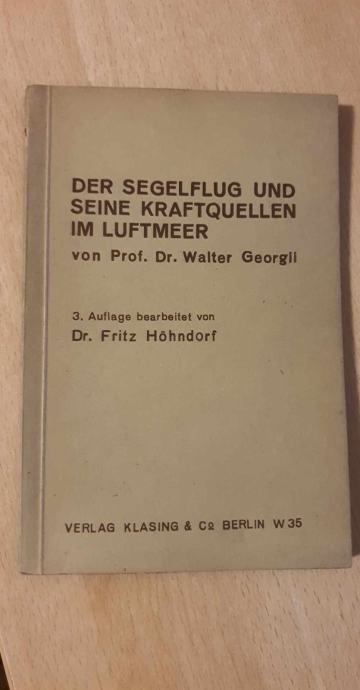 DER SEGELFLUG UND
SEINE KRAFTQUELLEN
IM LUFTMEER
von Prof. Dr. Walter Georgii
3. Auflage bearbeitet von
Dr. Fritz Höhndorf
VERLAG KLASING & Co BERLIN W 35